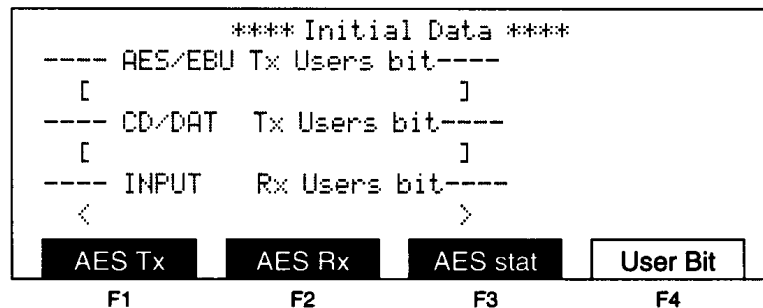 **** Initial Data ****
---- AES/EBU Tx Users bit----
[ ]
---- CD/DAT Tx Users bit----
[ ]
---- INPUT Rx Users bit----
< >
AES Tx AES Rx AES stat User Bit
F1 F2 F3 F4